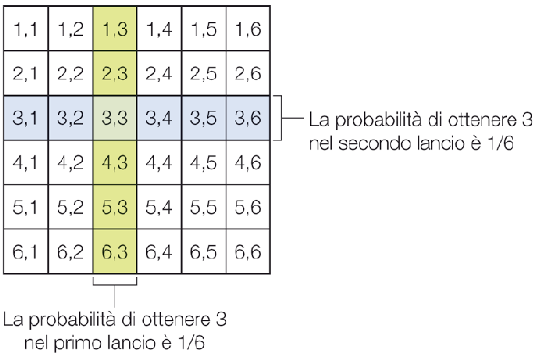 1,1 1,2 1,3 1,4 1,5 1,6
2,1 2,2 2,3 2,4 2,5 2,6
3,1 3,2 3,3 3,4 3,5 3,6
4,1 4,2 4,3 4,4 4,5 4,6
5,1 5,2 5,3 5,4 5,5 5,6
6,1 6,2 6,3 6,4 6,5 6,6
La probabilità di ottenere 3
nel secondo lancio è 1/6
La probabilità di ottenere 3
nel primo lancio è 1/6